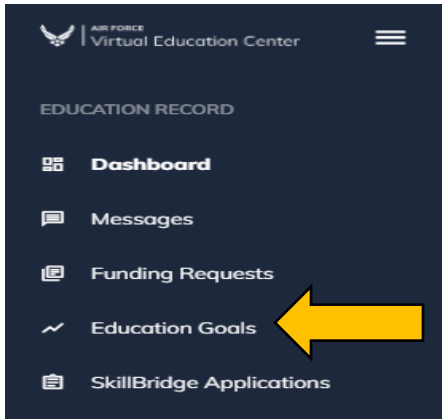 AIR FORCE
Virtual Education Center
EDUCATION RECORD
Dashboard
Messages
Funding Requests
Education Goals
SkillBridge Applications